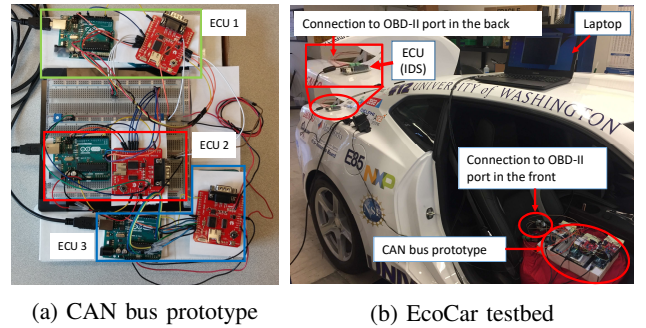 ECU 1
ECU 2
ECU 3
(a) CAN bus prototype
Connection to OBD-II port in the back
Laptop
ECU
(IDS)
UNIVERSITY of WASHINGTON
E85
NXP
Connection to OBD-II
port in the front
CAN bus prototype
(b) EcoCar testbed